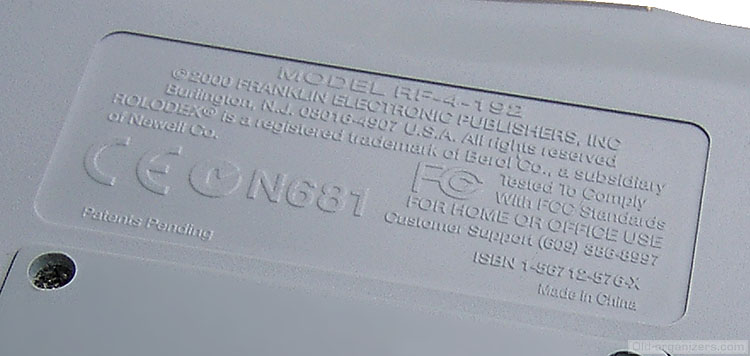 MODEL RF-4-192
©2000 FRANKLIN ELECTRONIC PUBLISHERS, INC
Burlington, N.J. 08016-4907 U.S.A. All rights reserved
ROLODEX® is a registered trademark of Berol Co., a subsidiary
of Newell Co.
CE N681
FC Tested To Comply
With FCC Standards
FOR HOME OR OFFICE USE
Customer Support (609) 386-8997
Patents Pending
ISBN 1-56712-576-X
Made in China
Old-organizers.com